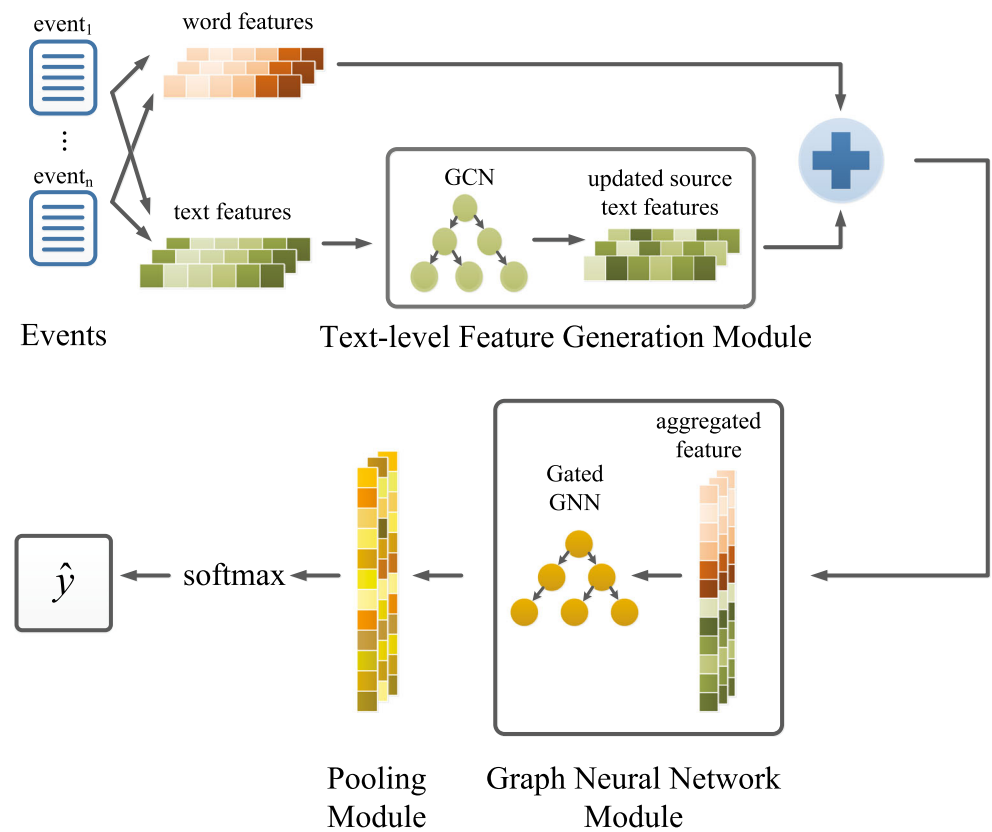 event1
word features
⋮
eventn
text features
GCN
updated source
text features
Events
Text-level Feature Generation Module
aggregated
feature
Gated
GNN
softmax
ŷ
Pooling
Module
Graph Neural Network
Module